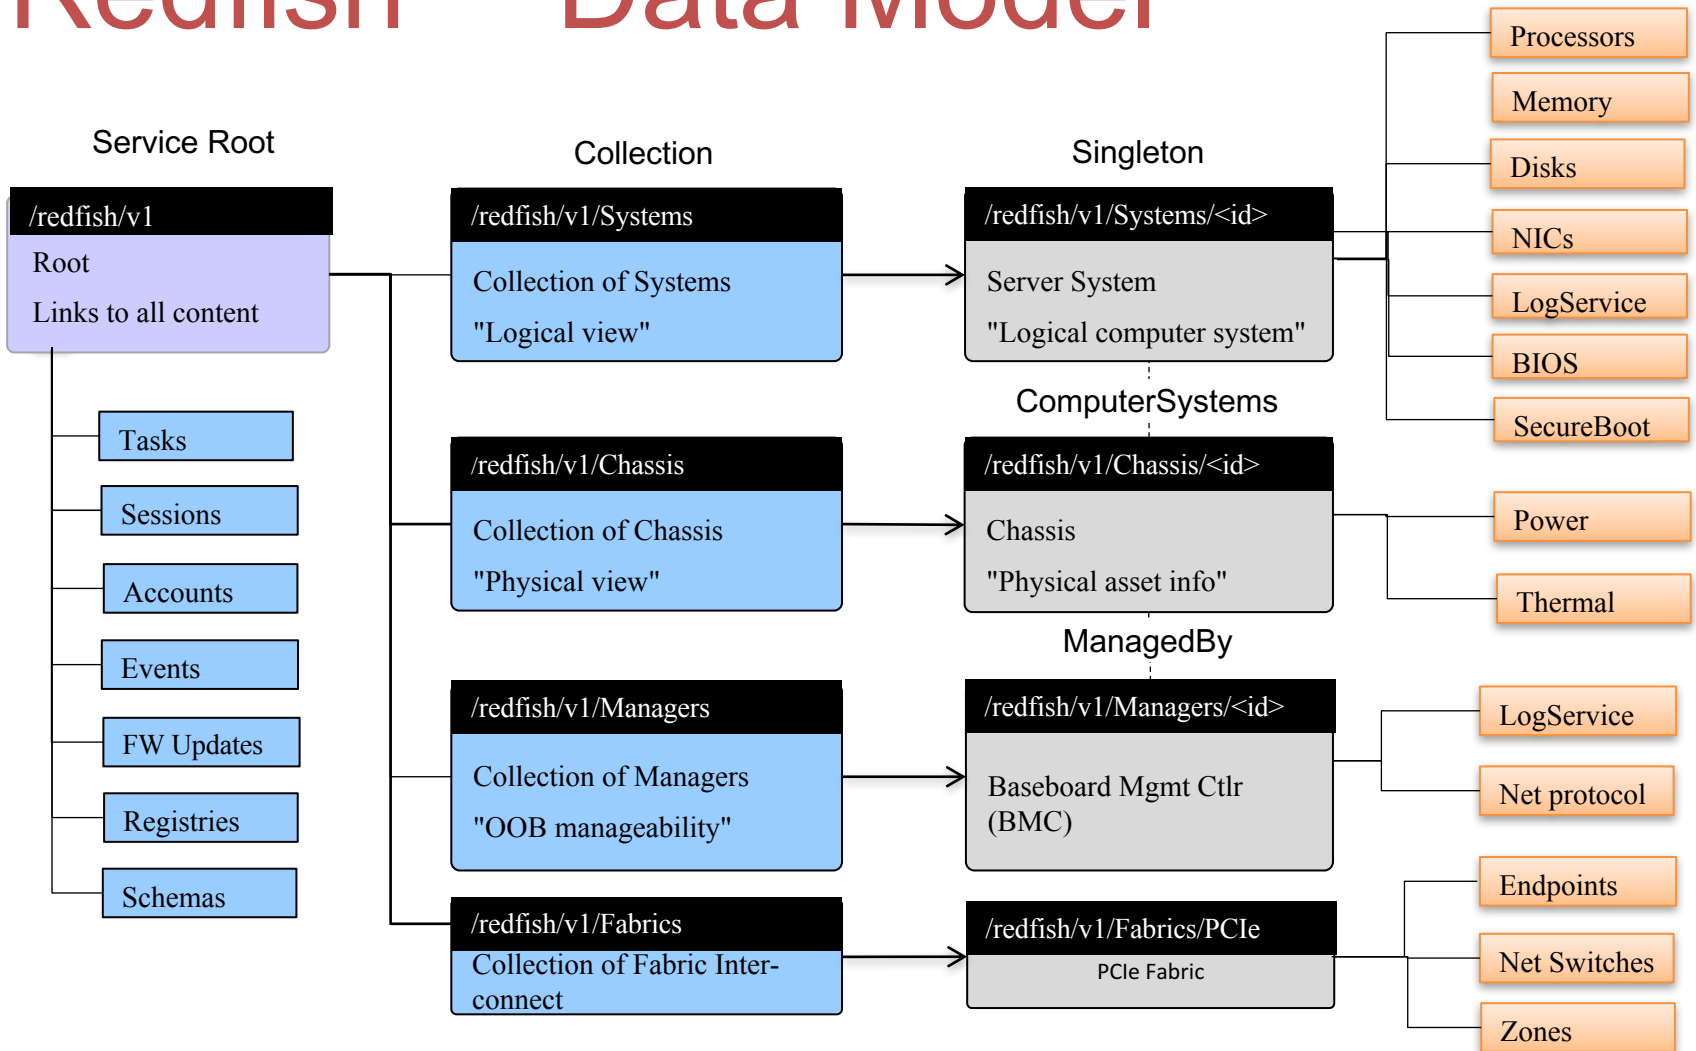 Redfish Data Model
Service Root
/redfish/v1
Root
Links to all content
Tasks
Sessions
Accounts
Events
FW Updates
Registries
Schemas
Collection
/redfish/v1/Systems
Collection of Systems
"Logical view"
/redfish/v1/Chassis
Collection of Chassis
"Physical view"
/redfish/v1/Managers
Collection of Managers
"OOB manageability"
/redfish/v1/Fabrics
Collection of Fabric Inter-
connect
Singleton
/redfish/v1/Systems/<id>
Server System
"Logical computer system"
ComputerSystems
/redfish/v1/Chassis/<id>
Chassis
"Physical asset info"
ManagedBy
/redfish/v1/Managers/<id>
Baseboard Mgmt Ctlr
(BMC)
/redfish/v1/Fabrics/PCIe
PCIe Fabric
Processors
Memory
Disks
NICs
LogService
BIOS
SecureBoot
Power
Thermal
LogService
Net protocol
Endpoints
Net Switches
Zones